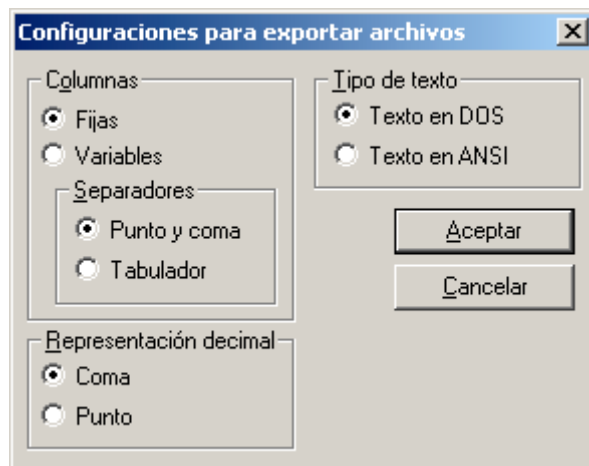 Configuraciones para exportar archivos
Columnas
Fijas
Variables
Separadores
Punto y coma
Tabulador
Representación decimal
Coma
Punto
Tipo de texto
Texto en DOS
Texto en ANSI
Aceptar
Cancelar